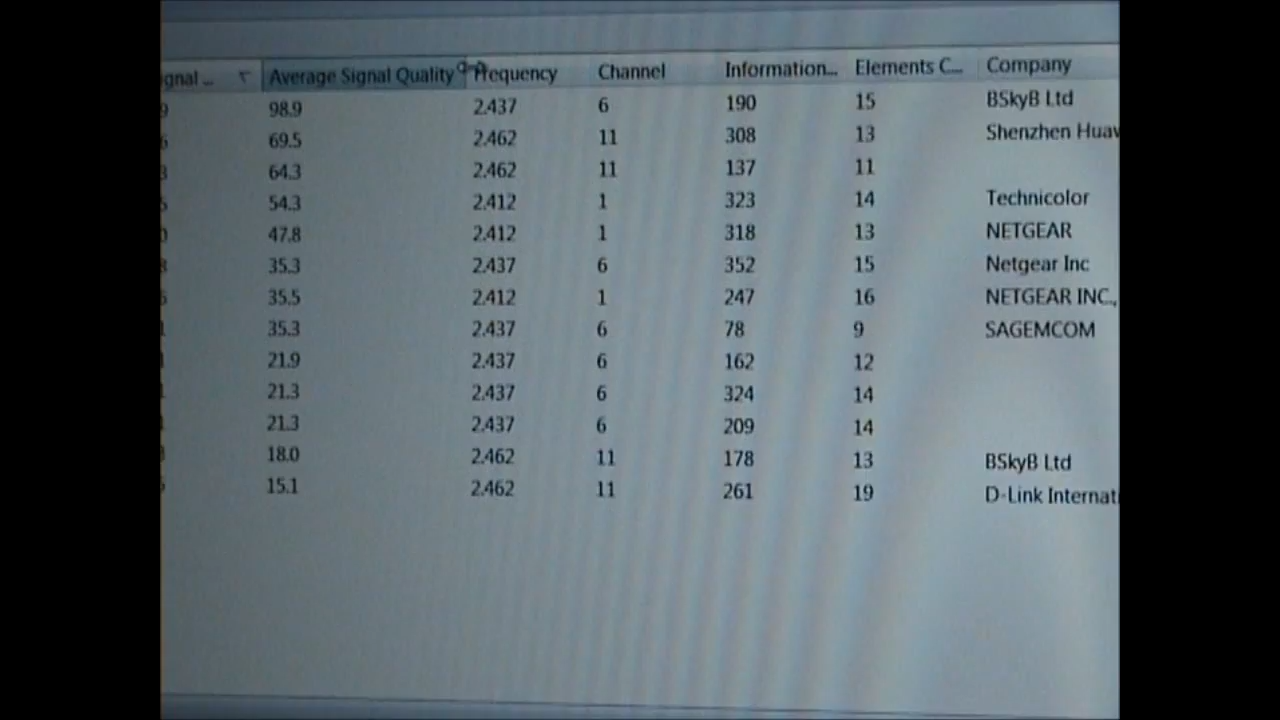 gnal ... Average Signal Quality Frequency Channel Information... Elements C... Company
9 98.9 2.437 6 190 15 BSkyB Ltd
69.5 2.462 11 308 13 Shenzhen Huaw
3 64.3 2.462 11 137 11
54.3 2.412 1 323 14 Technicolor
47.8 2.412 1 318 13 NETGEAR
35.3 2.437 6 352 15 Netgear Inc
35.5 2.412 1 247 16 NETGEAR INC.,
35.3 2.437 6 78 9 SAGEMCOM
21.9 2.437 6 162 12
21.3 2.437 6 324 14
21.3 2.437 6 209 14
18.0 2.462 11 178 13 BSkyB Ltd
15.1 2.462 11 261 19 D-Link Internati